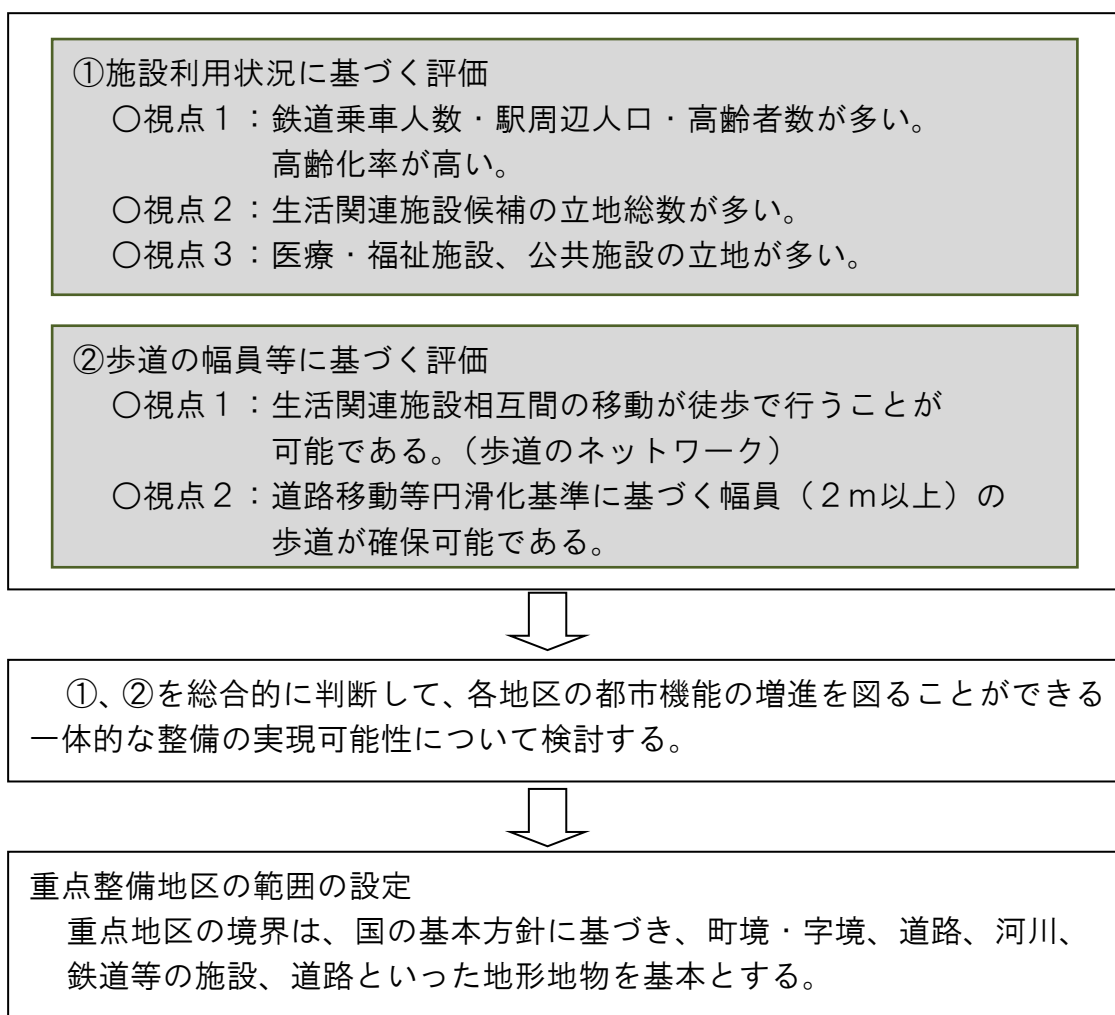 ①施設利用状況に基づく評価
○視点１：鉄道乗車人数・駅周辺人口・高齢者数が多い。
高齢化率が高い。
○視点２：生活関連施設候補の立地総数が多い。
○視点３：医療・福祉施設、公共施設の立地が多い。
②歩道の幅員等に基づく評価
○視点１：生活関連施設相互間の移動が徒歩で行うことが
可能である。（歩道のネットワーク）
○視点２：道路移動等円滑化基準に基づく幅員（２ｍ以上）の
歩道が確保可能である。
①、②を総合的に判断して、各地区の都市機能の増進を図ることができる
一体的な整備の実現可能性について検討する。
重点整備地区の範囲の設定
重点地区の境界は、国の基本方針に基づき、町境・字境、道路、河川、
鉄道等の施設、道路といった地形地物を基本とする。